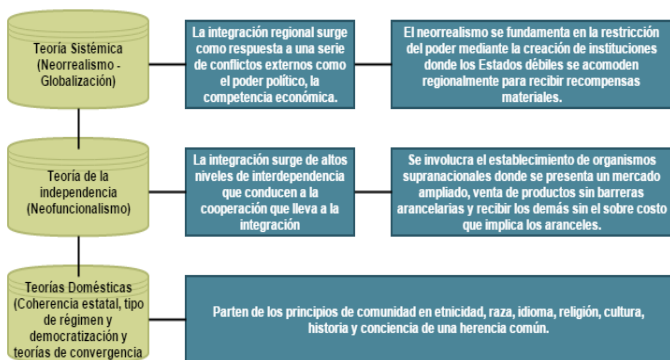 Teoría Sistémica
(Neorrealismo -
Globalización)
La integración regional surge
como respuesta a una serie
de conflictos externos como
el poder político, la
competencia económica.
El neorrealismo se fundamenta en la restricción
del poder mediante la creación de instituciones
donde los Estados débiles se acomoden
regionalmente para recibir recompensas
materiales.
Teoría de la
independencia
(Neofuncionalismo)
La integración surge de altos
niveles de interdependencia
que conducen a la
cooperación que lleva a la
integración
Se involucra el establecimiento de organismos
supranacionales donde se presenta un mercado
ampliado, venta de productos sin barreras
arancelarias y recibir los demás sin el sobre costo
que implica los aranceles.
Teorías Domésticas
(Coherencia estatal, tipo
de régimen y
democratización y
teorías de convergencia
Parten de los principios de comunidad en etnicidad, raza, idioma, religión, cultura,
historia y conciencia de una herencia común.